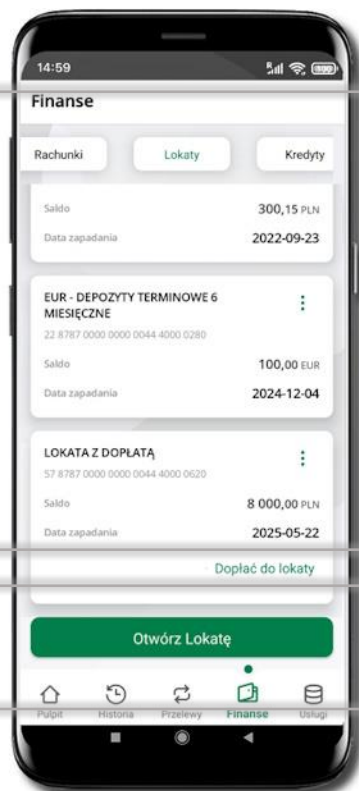 14:59
Finanse
Rachunki Lokaty Kredyty
Saldo 300,15 PLN
Data zapadania 2022-09-23
EUR - DEPOZYTY TERMINOWE 6
MIESIĘCZNE
22 8787 0000 0000 0044 4000 0280
Saldo 100,00 EUR
Data zapadania 2024-12-04
LOKATA Z DOPŁATĄ
57 8787 0000 0000 0044 4000 0620
Saldo 8 000,00 PLN
Data zapadania 2025-05-22
Dopłać do lokaty
Otwórz Lokatę
Pulpit Historia Przelewy Finanse Usługi